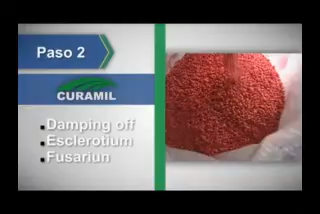 Paso 2
CURAMIL
Damping off
Esclerotium
Fusariun